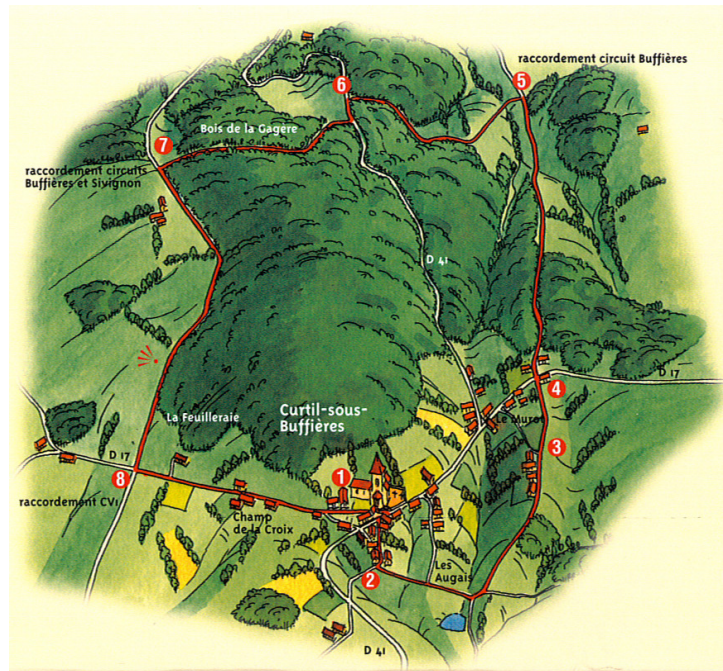 raccordement circuit Buffières
5
6
Bois de la Gagère
7
raccordement circuits
Buffières et Sivignon
D 41
D 17
4
La Feuilleraie
Curtil-sous-
Buffières
Le Murot
3
D 17
8
1
raccordement CV1
Champ
de la Croix
2
Les
Augais
D 41